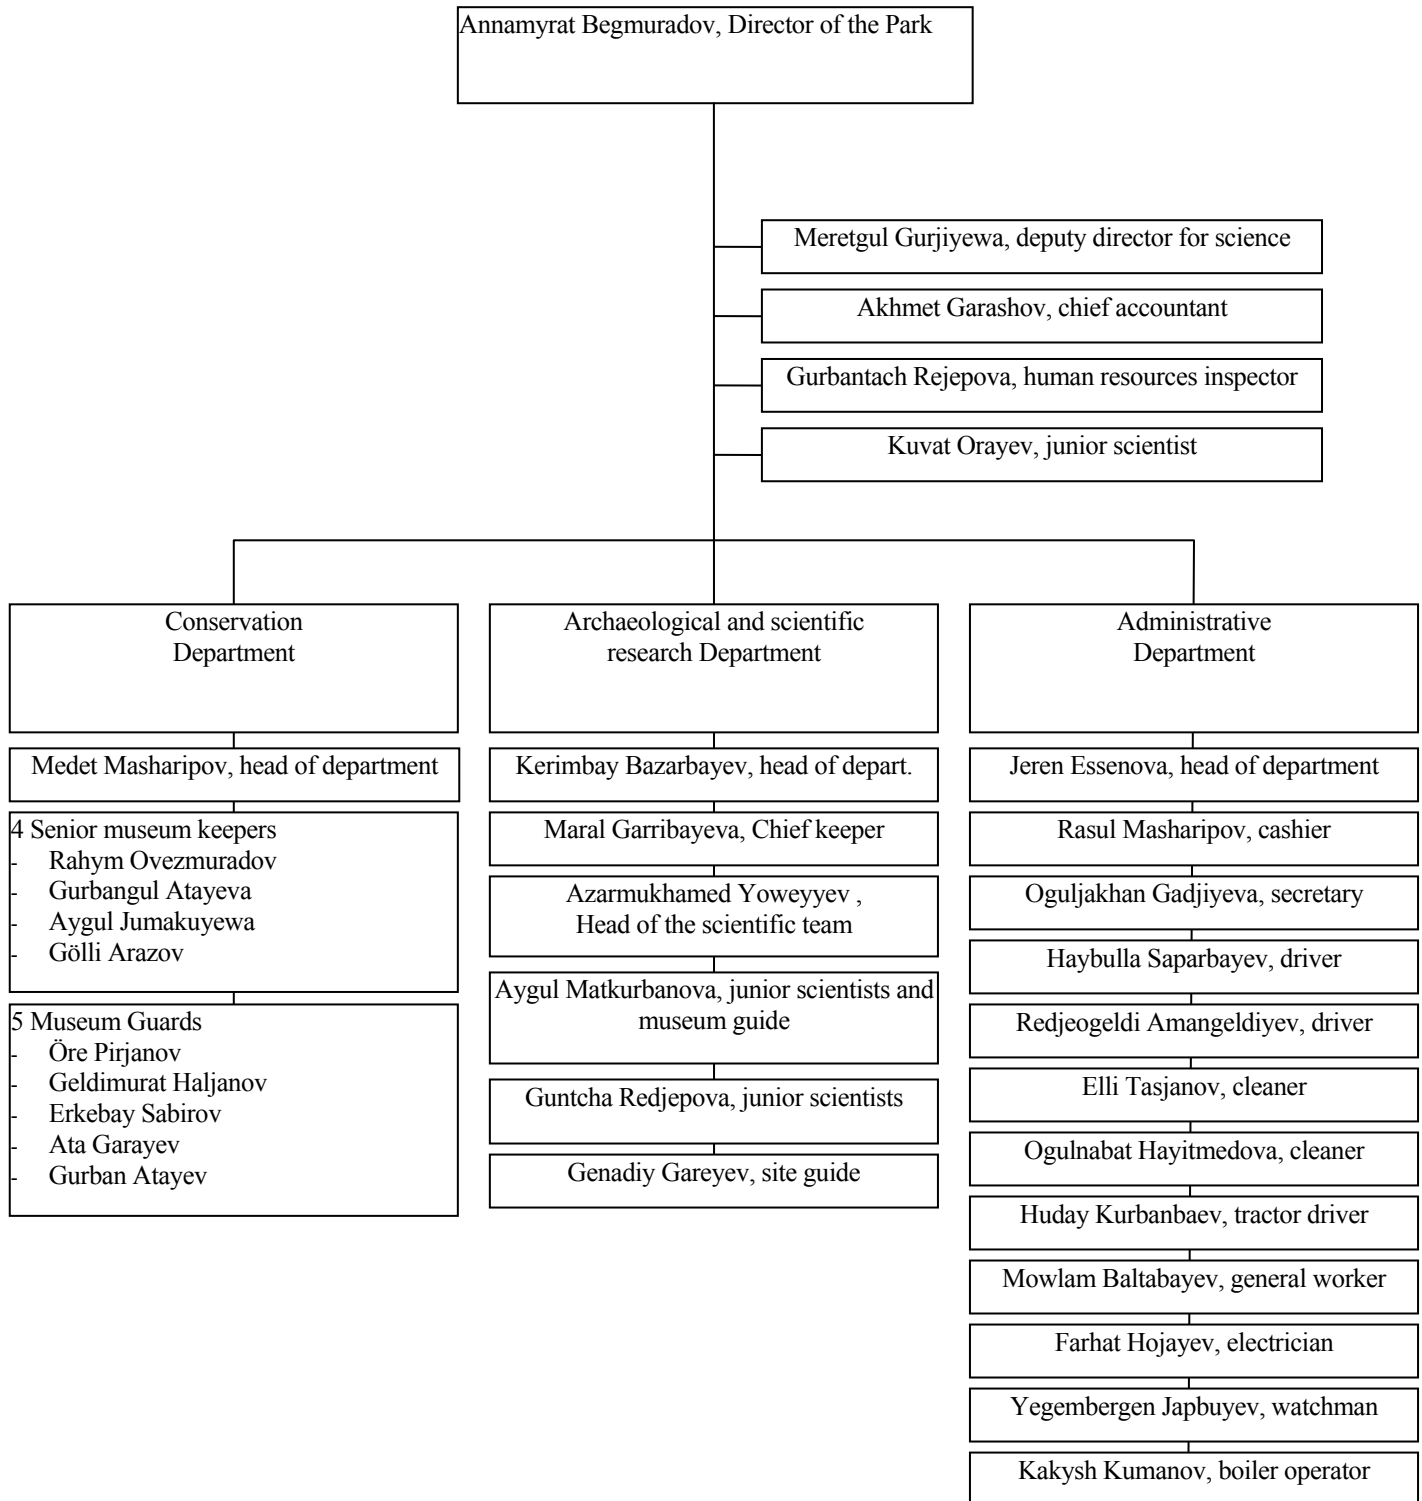 Annamyrat Begmuradov, Director of the Park
Meretgul Gurjiyewa, deputy director for science
Akhmet Garashov, chief accountant
Gurbantach Rejepova, human resources inspector
Kuvat Orayev, junior scientist
Conservation
Department
Medet Masharipov, head of department
4 Senior museum keepers
- Rahym Ovezmuradov
- Gurbangul Atayeva
- Aygul Jumakuyewa
- Gölli Arazov
5 Museum Guards
- Öre Pirjanov
- Geldimurat Haljanov
- Erkebay Sabirov
- Ata Garayev
- Gurban Atayev
Archaeological and scientific
research Department
Kerimbay Bazarbayev, head of depart.
Maral Garribayeva, Chief keeper
Azarmukhamed Yoweyyev ,
Head of the scientific team
Aygul Matkurbanova, junior scientists and
museum guide
Guntcha Redjepova, junior scientists
Genadiy Gareyev, site guide
Administrative
Department
Jeren Essenova, head of department
Rasul Masharipov, cashier
Oguljakhan Gadjiyeva, secretary
Haybulla Saparbayev, driver
Redjeogeldi Amangeldiyev, driver
Elli Tasjanov, cleaner
Ogulnabat Hayitmedova, cleaner
Huday Kurbanbaev, tractor driver
Mowlam Baltabayev, general worker
Farhat Hojayev, electrician
Yegembergen Japbuyev, watchman
Kakysh Kumanov, boiler operator